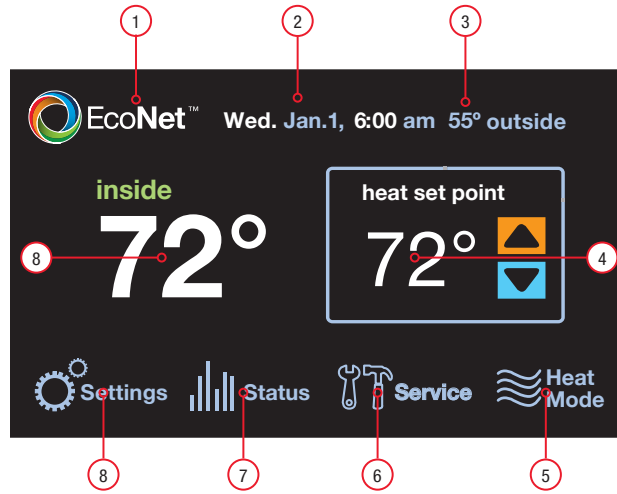 1 2 3
EcoNet™ Wed. Jan.1, 6:00 am 55º outside
inside
72°
heat set point
72°
8 4
Settings Status Service Heat
Mode
8 7 6 5